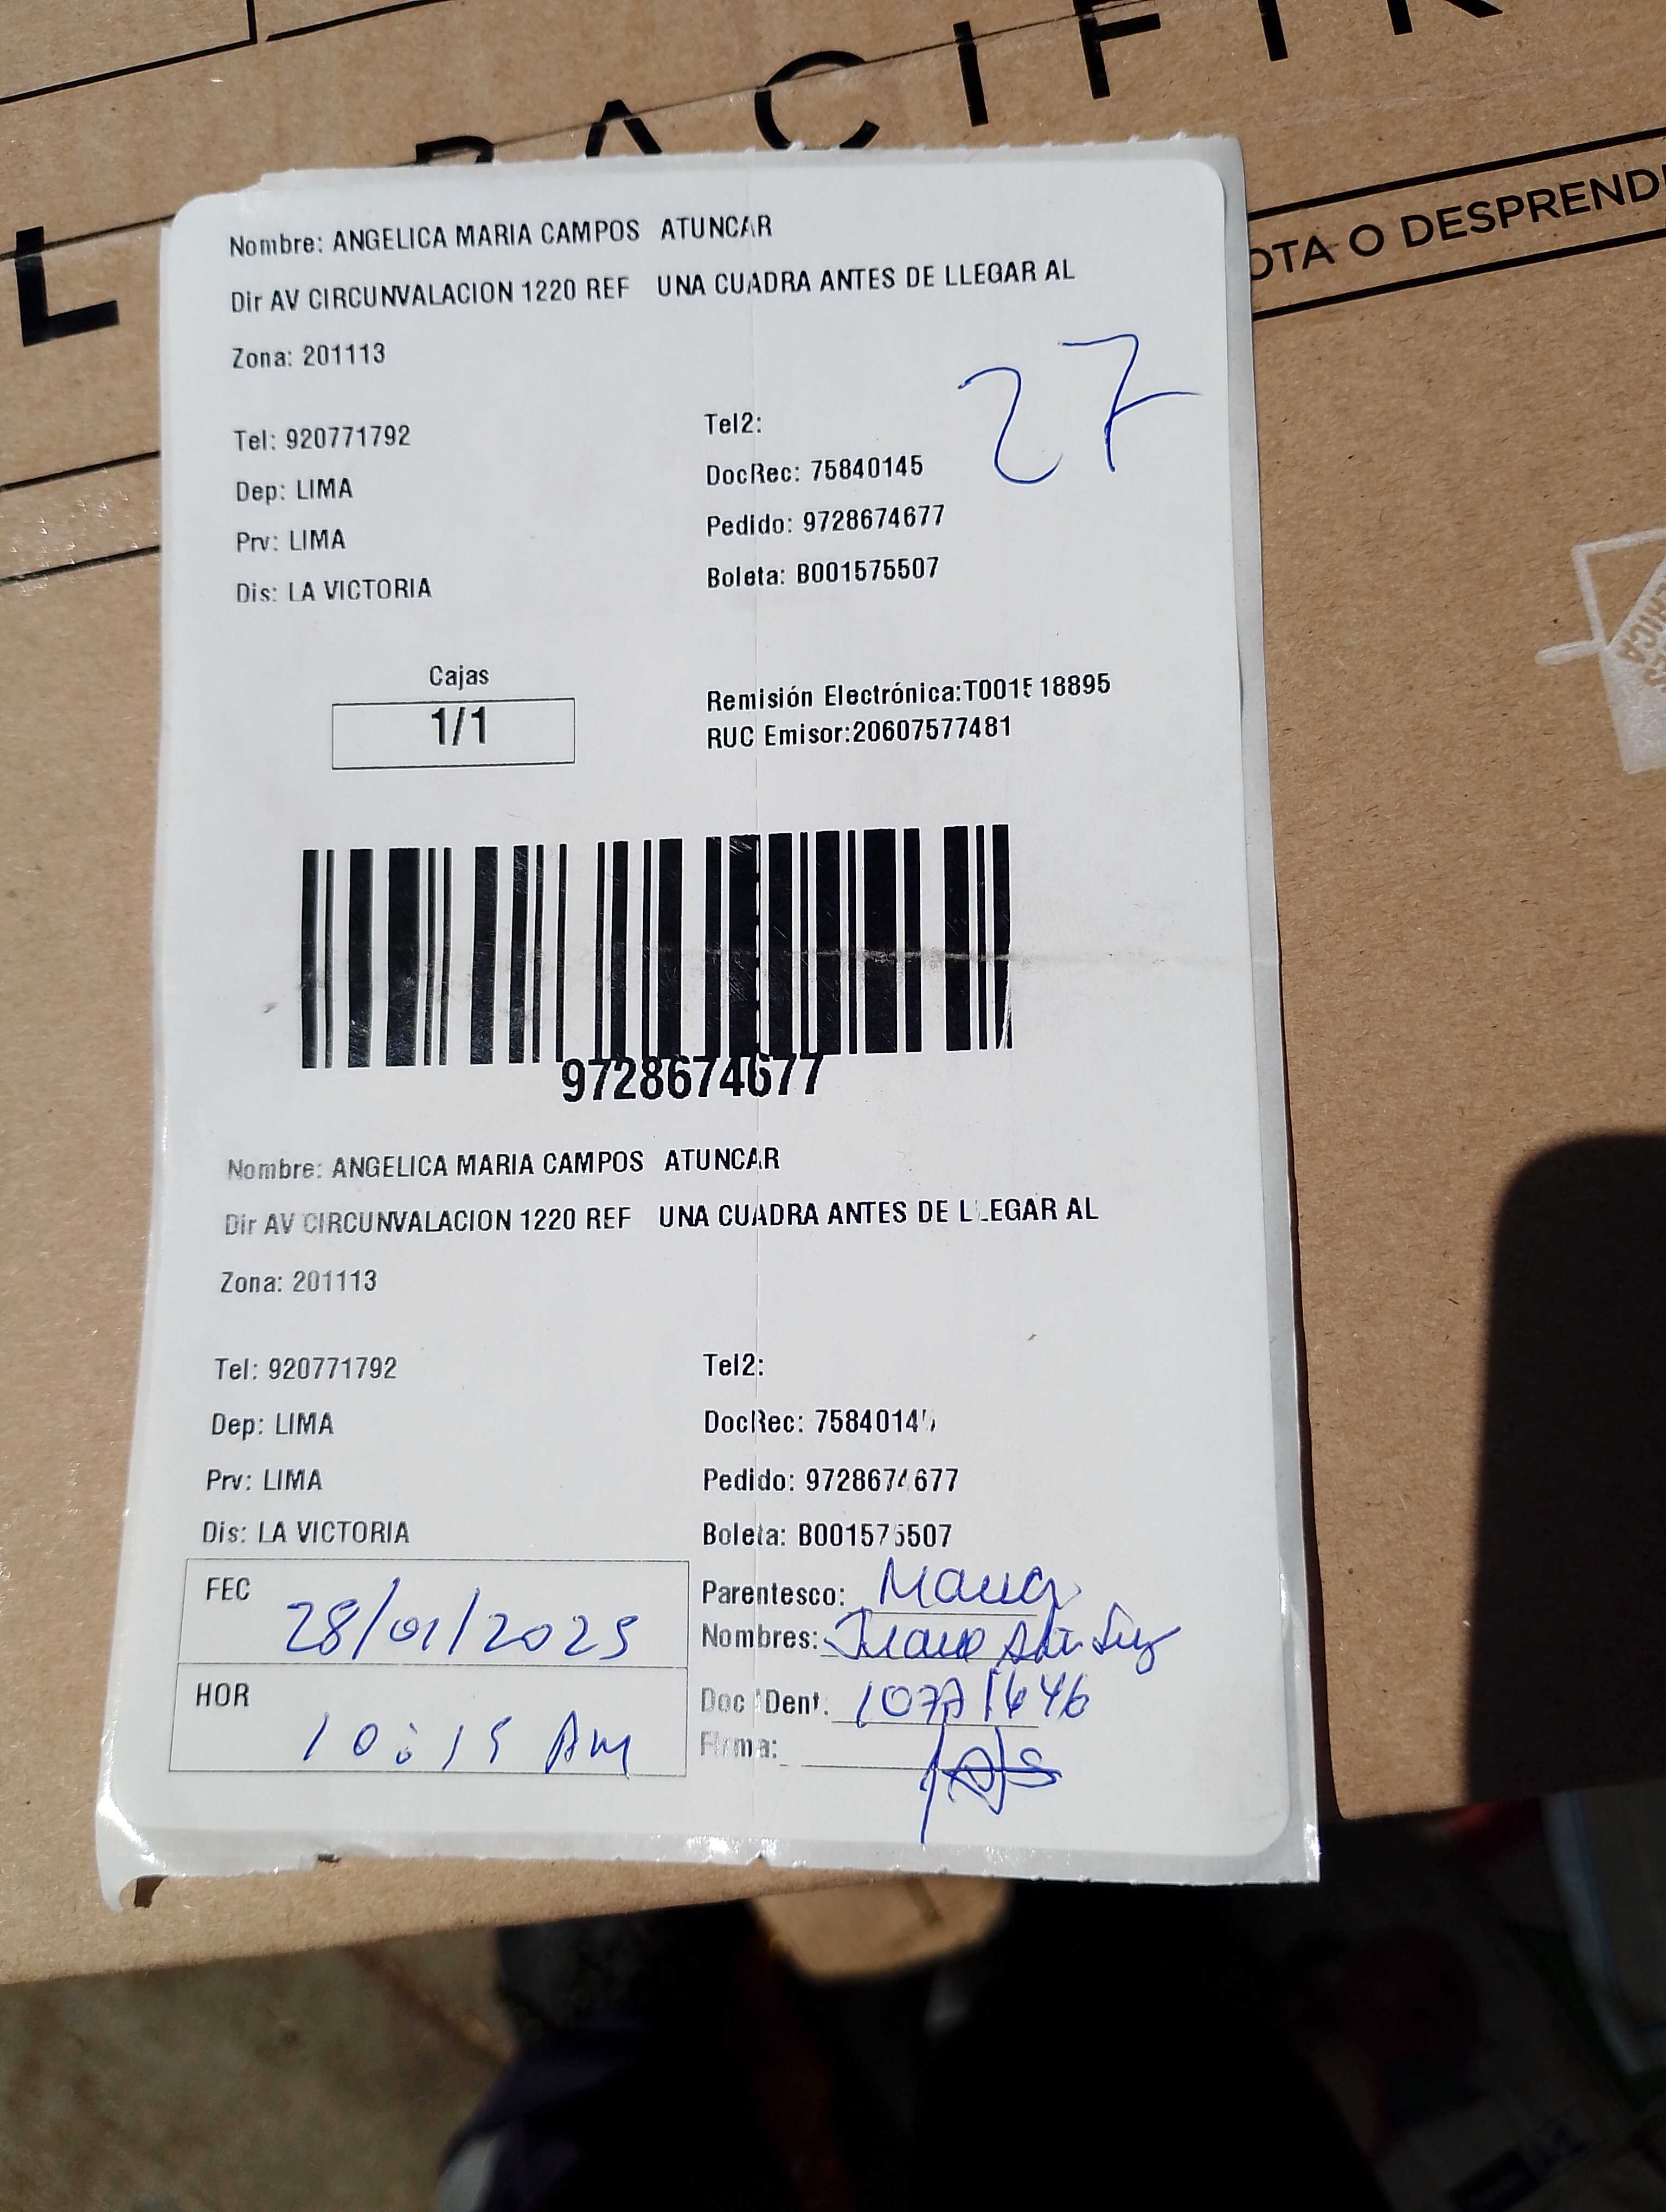 PACIFIK
OTA O DESPREND
L
Nombre: ANGELICA MARIA CAMPOS ATUNCAR
Dir AV CIRCUNVALACION 1220 REF UNA CUADRA ANTES DE LLEGAR AL
Zona: 201113
27
Tel: 920771792 Tel2:
DocRec: 75840145
Dep: LIMA
Pedido: 9728674677
Prv: LIMA
Boleta: B001575507
Dis: LA VICTORIA
Cajas
1/1
Remisión Electrónica:T001518895
RUC Emisor:20607577481
9728674677
Nombre: ANGELICA MARIA CAMPOS ATUNCAR
Dir AV CIRCUNVALACION 1220 REF UNA CUADRA ANTES DE LLEGAR AL
Zona: 201113
Tel: 920771792 Tel2:
Dep: LIMA DocRec: 75840145
Prv: LIMA Pedido: 9728674677
Dis: LA VICTORIA Boleta: B001575507
FEC 28/01/2025
Parentesco:
Nombres:
HOR 10:15 AM
Doc Ident:
Firma: